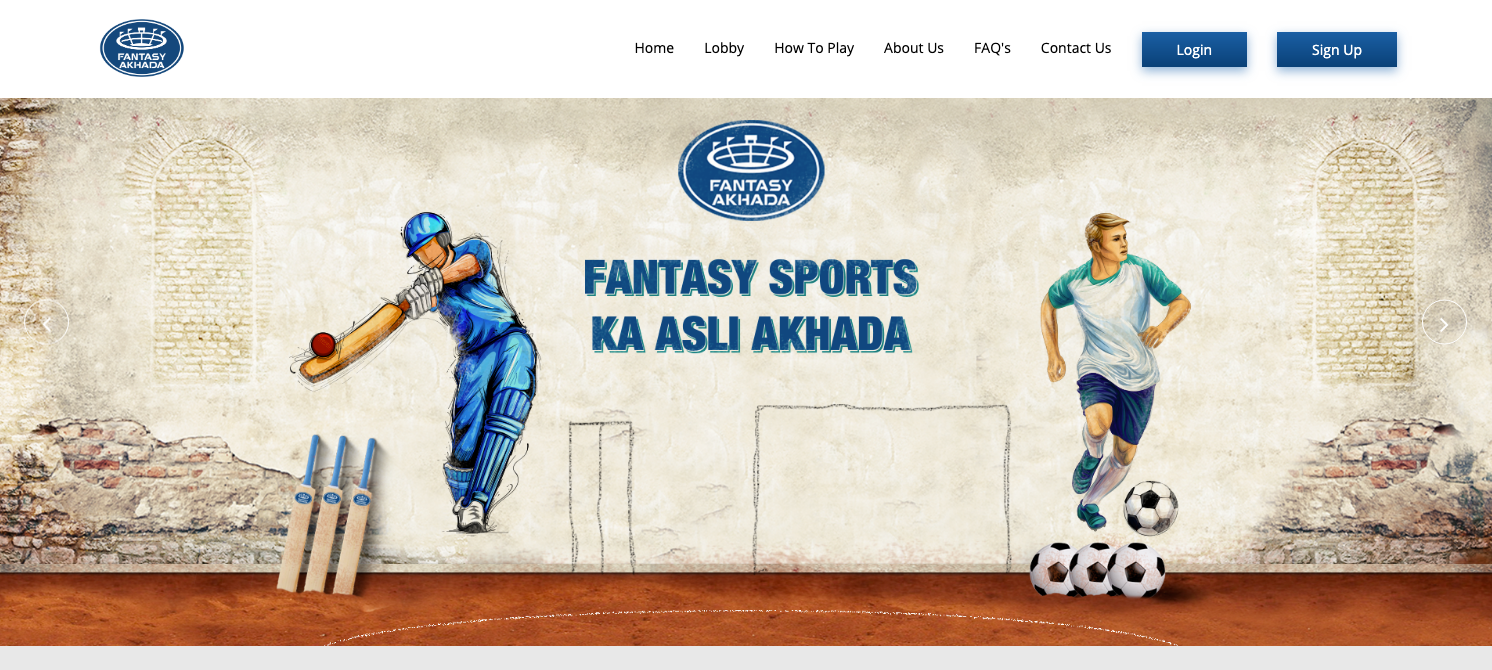 FANTASY
AKHADA
Home Lobby How To Play About Us FAQ's Contact Us Login Sign Up
FANTASY
AKHADA
FANTASY SPORTS
KA ASLI AKHADA